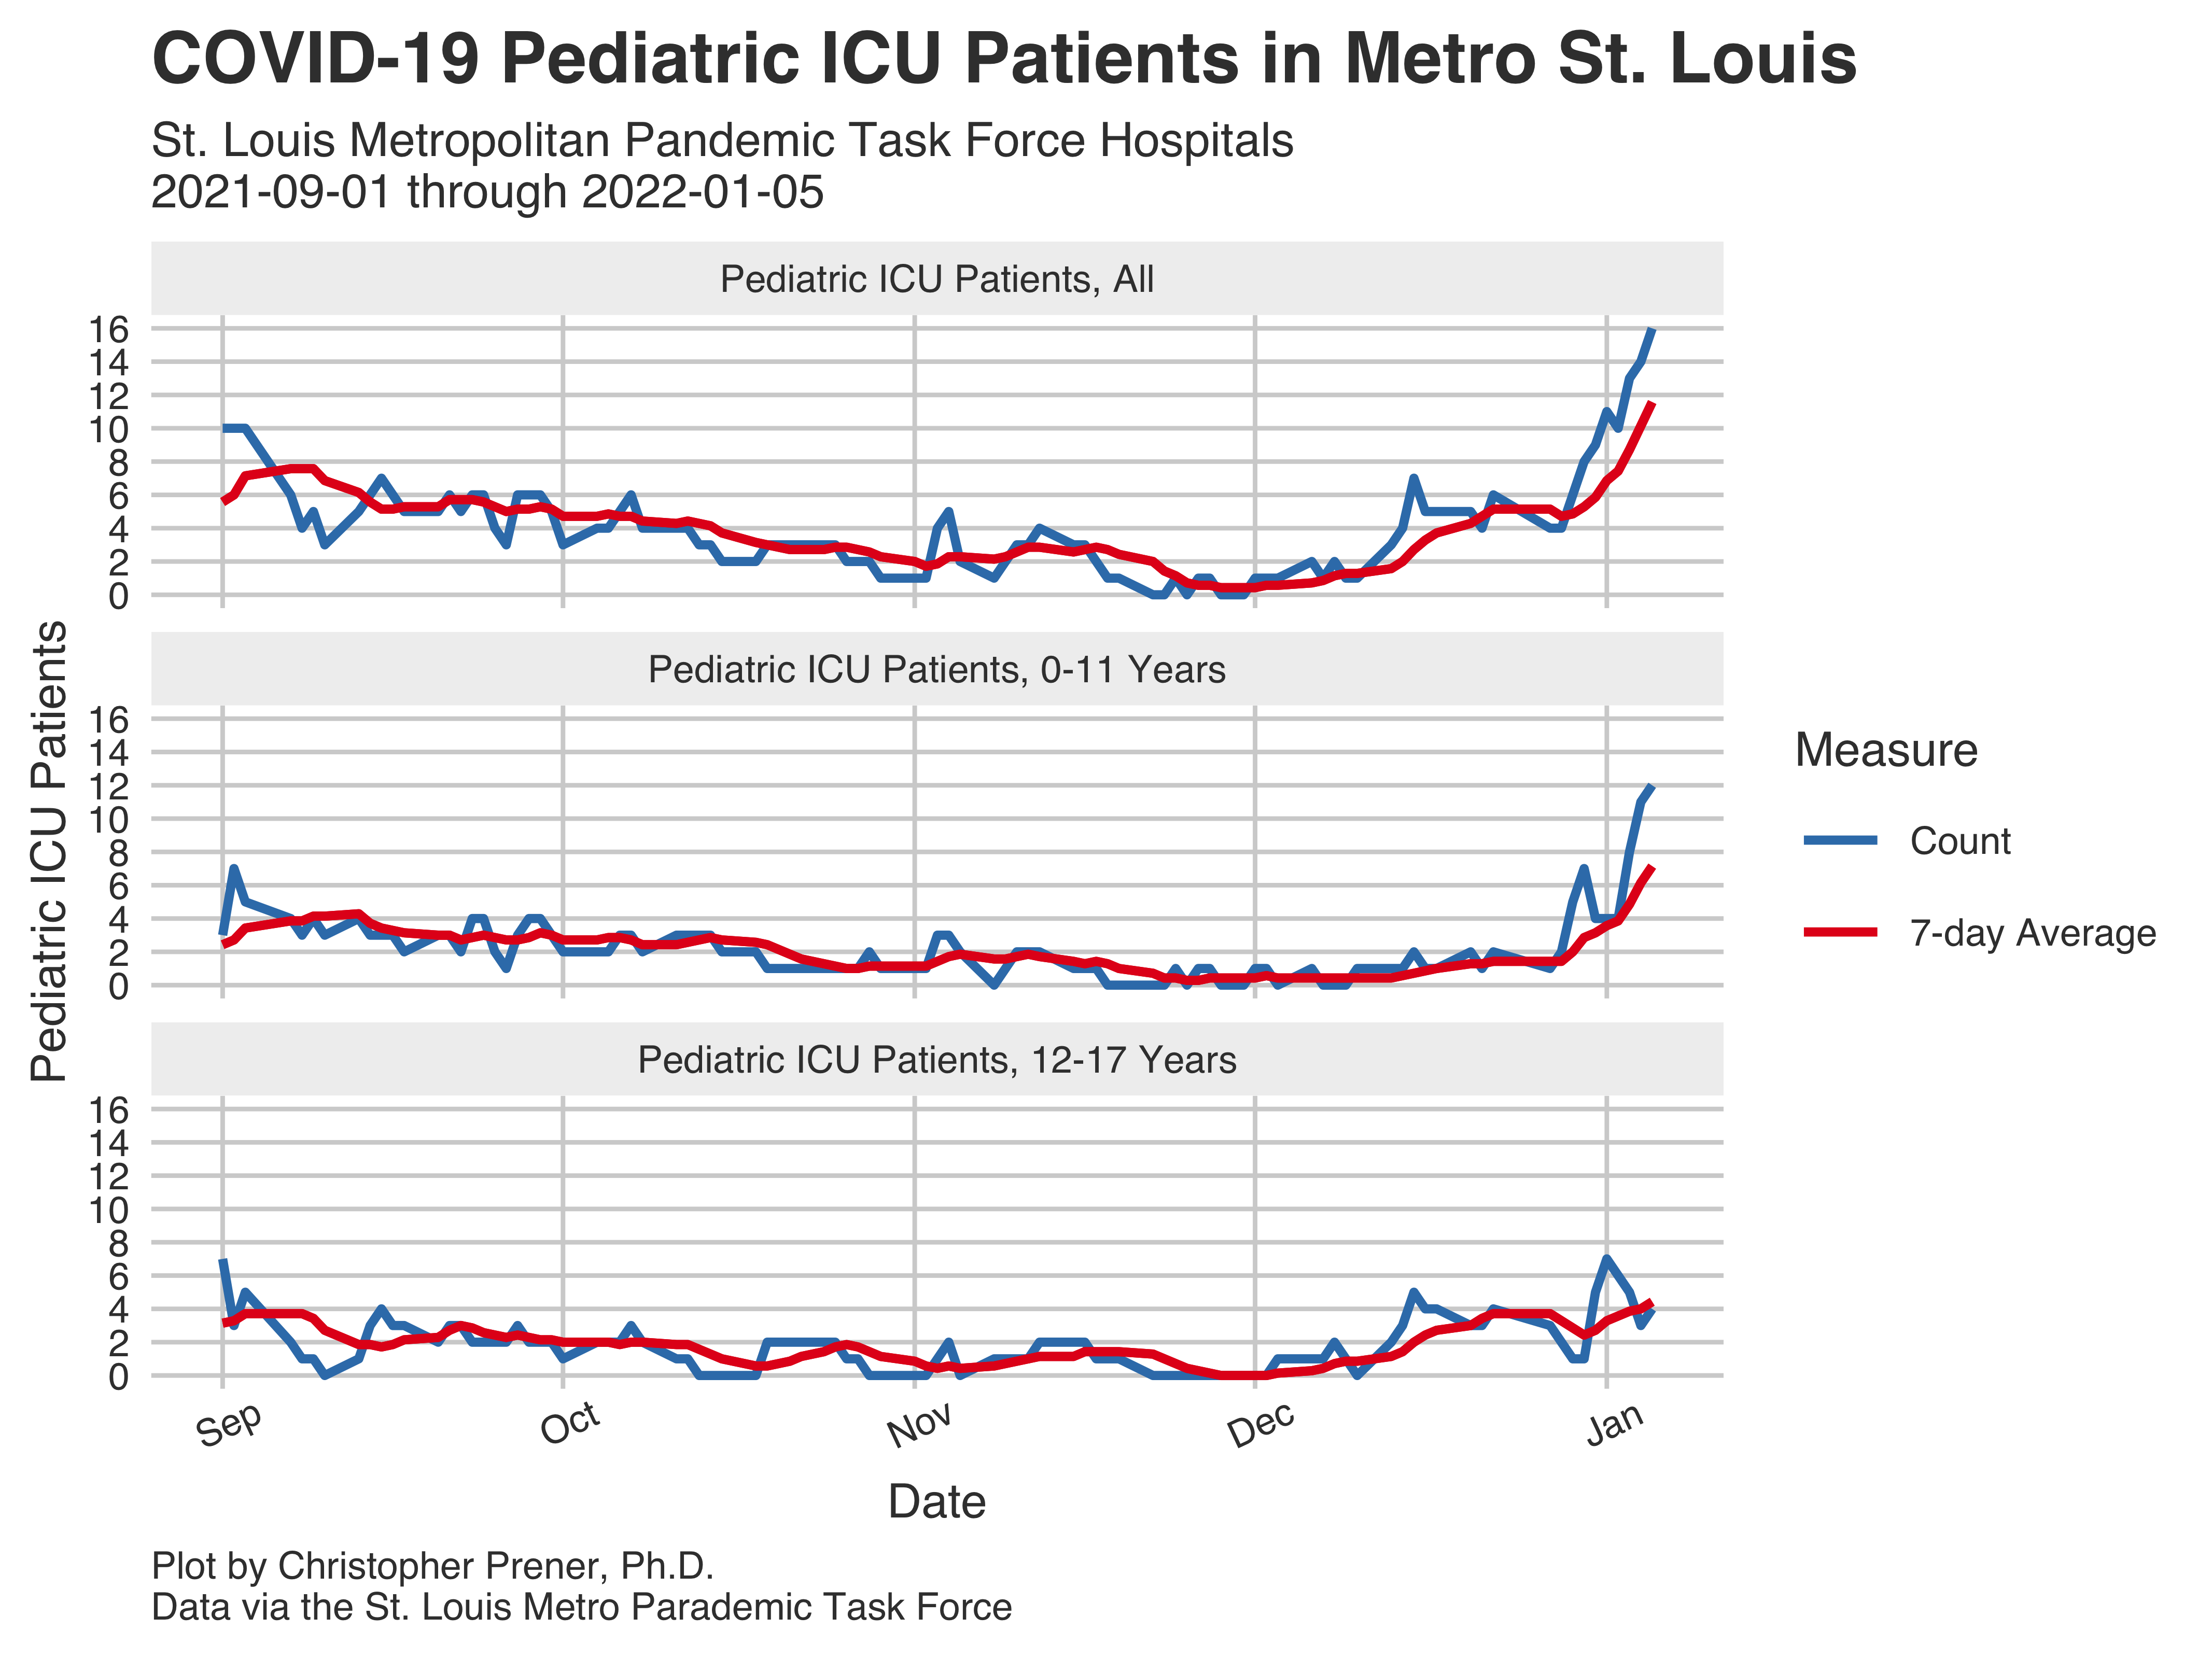 COVID-19 Pediatric ICU Patients in Metro St. Louis
St. Louis Metropolitan Pandemic Task Force Hospitals
2021-09-01 through 2022-01-05
Pediatric ICU Patients, All
16
14
12
10
8
6
4
2
0
Pediatric ICU Patients, 0-11 Years
16
14
12
10
8
6
4
2
0
Pediatric ICU Patients, 12-17 Years
16
14
12
10
8
6
4
2
0
Pediatric ICU Patients
Sep
Oct
Nov
Dec
Jan
Date
Measure
Count
7-day Average
Plot by Christopher Prener, Ph.D.
Data via the St. Louis Metro Parademic Task Force